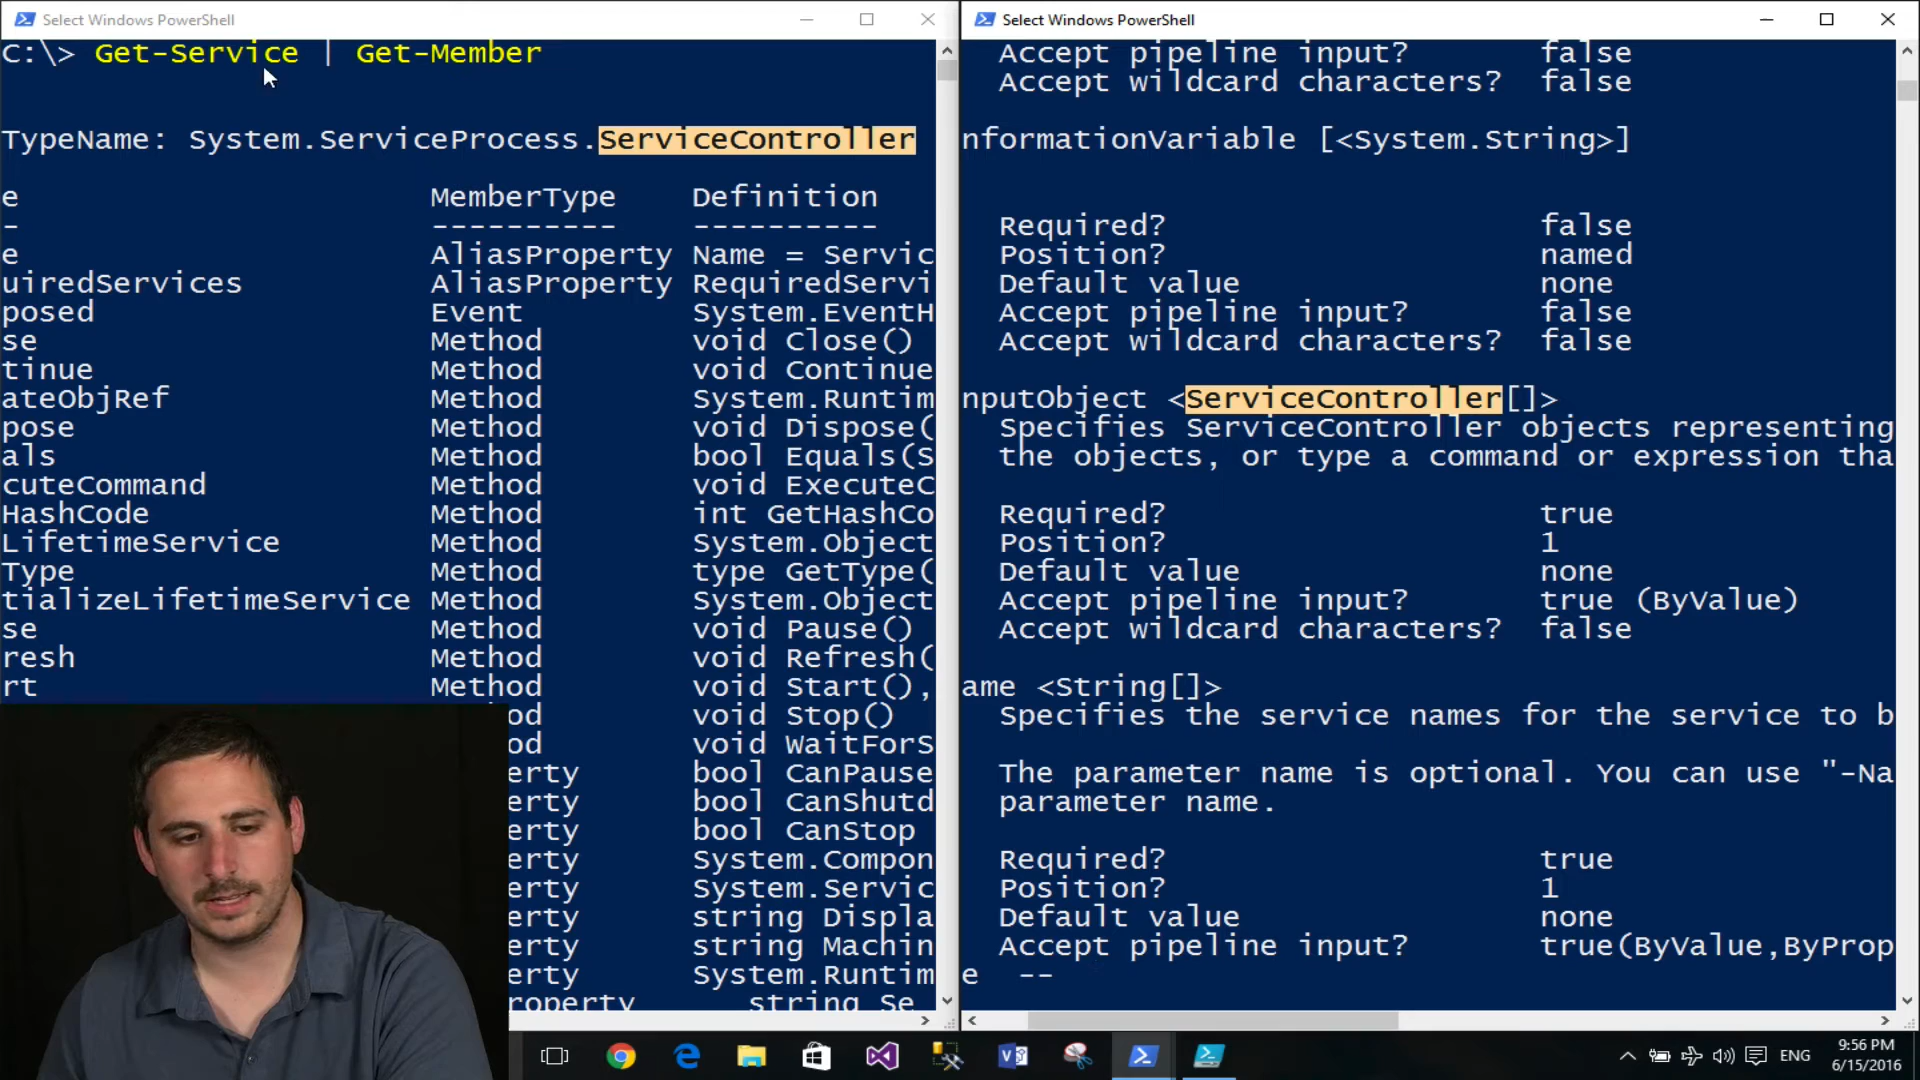 Select Windows PowerShell
C:\> Get-Service | Get-Member
TypeName: System.ServiceProcess.ServiceController
e MemberType Definition
- ---------- ----------
e AliasProperty Name = Servic
uiredServices AliasProperty RequiredServi
posed Event System.EventH
se Method void Close()
tinue Method void Continue
ateObjRef Method System.Runtim
pose Method void Dispose(
als Method bool Equals(S
cuteCommand Method void ExecuteC
HashCode Method int GetHashCo
LifetimeService Method System.Object
Type Method type GetType(
tializeLifetimeService Method System.Object
se Method void Pause()
resh Method void Refresh(
rt Method void Start(),
od void Stop()
od void WaitForS
erty bool CanPause
erty bool CanShutd
erty bool CanStop
erty System.Compon
erty System.Servic
erty string Displa
erty string Machin
erty System.Runtim
roperty string Se
Select Windows PowerShell
Accept pipeline input? false
Accept wildcard characters? false
nformationVariable [<System.String>]
Required? false
Position? named
Default value none
Accept pipeline input? false
Accept wildcard characters? false
nputObject <ServiceController[]>
Specifies ServiceController objects representing
the objects, or type a command or expression tha
Required? true
Position? 1
Default value none
Accept pipeline input? true (ByValue)
Accept wildcard characters? false
ame <String[]>
Specifies the service names for the service to b
The parameter name is optional. You can use "-Na
parameter name.
Required? true
Position? 1
Default value none
Accept pipeline input? true(ByValue,ByProp
e --
ENG
9:56 PM
6/15/2016